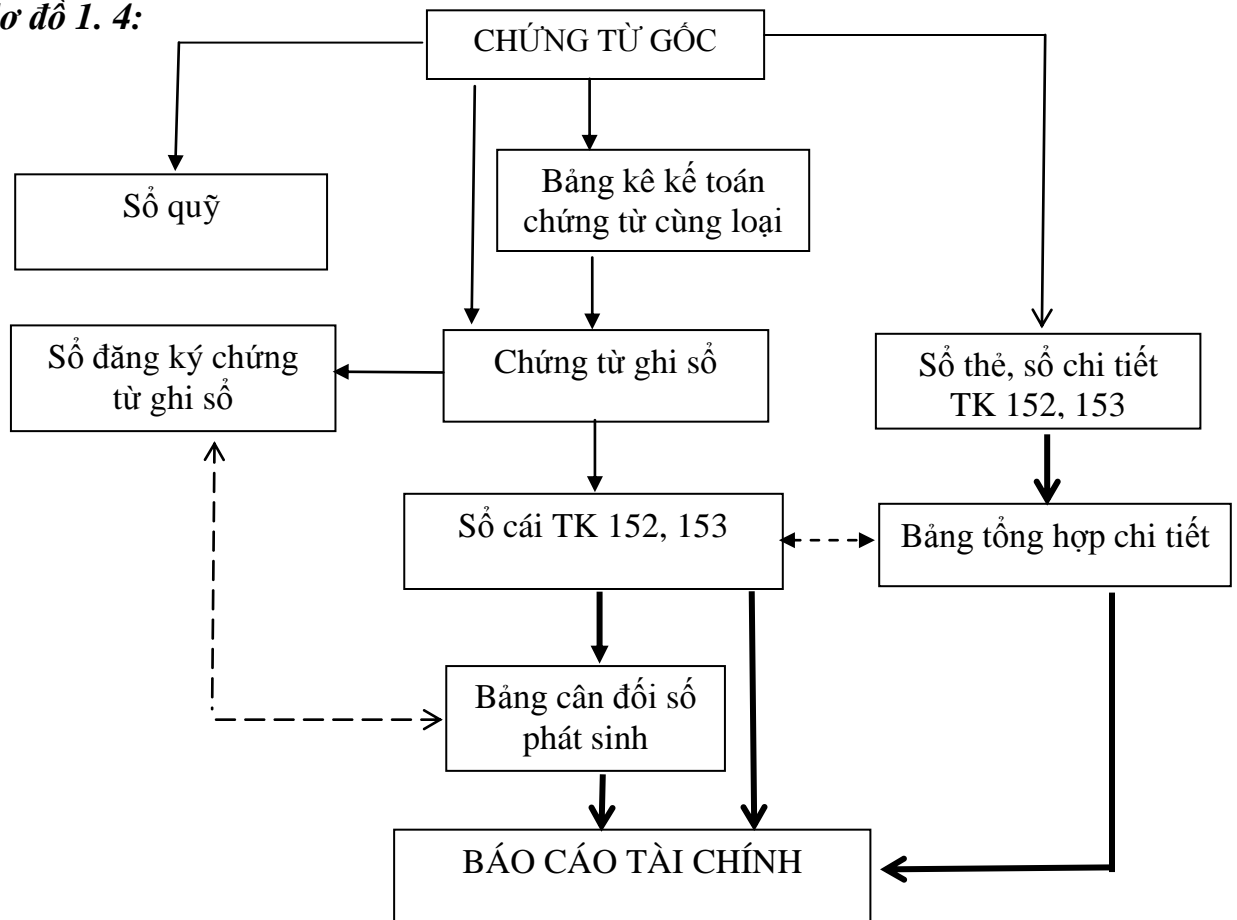 ơ đồ 1. 4:
CHỨNG TỪ GỐC
Sổ quỹ
Bảng kê kế toán
chứng từ cùng loại
Sổ đăng ký chứng
từ ghi sổ
Chứng từ ghi sổ
Sổ thẻ, sổ chi tiết
TK 152, 153
Sổ cái TK 152, 153
Bảng tổng hợp chi tiết
Bảng cân đối số
phát sinh
BÁO CÁO TÀI CHÍNH